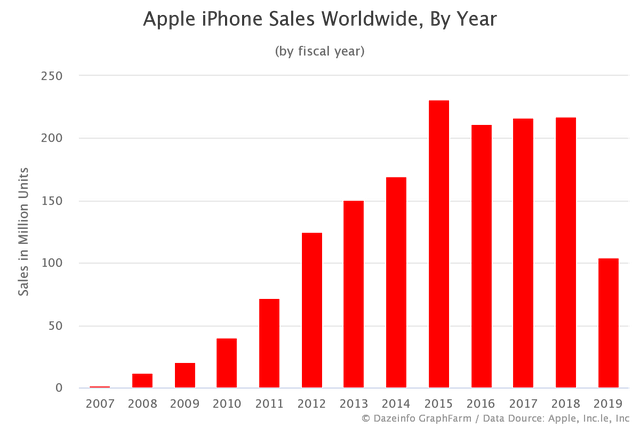 Apple iPhone Sales Worldwide, By Year
(by fiscal year)
Sales in Million Units
250
200
150
100
50
0
2007 2008 2009 2010 2011 2012 2013 2014 2015 2016 2017 2018 2019
© Dazeinfo GraphFarm / Data Source: Apple, Inc.Ie, Inc